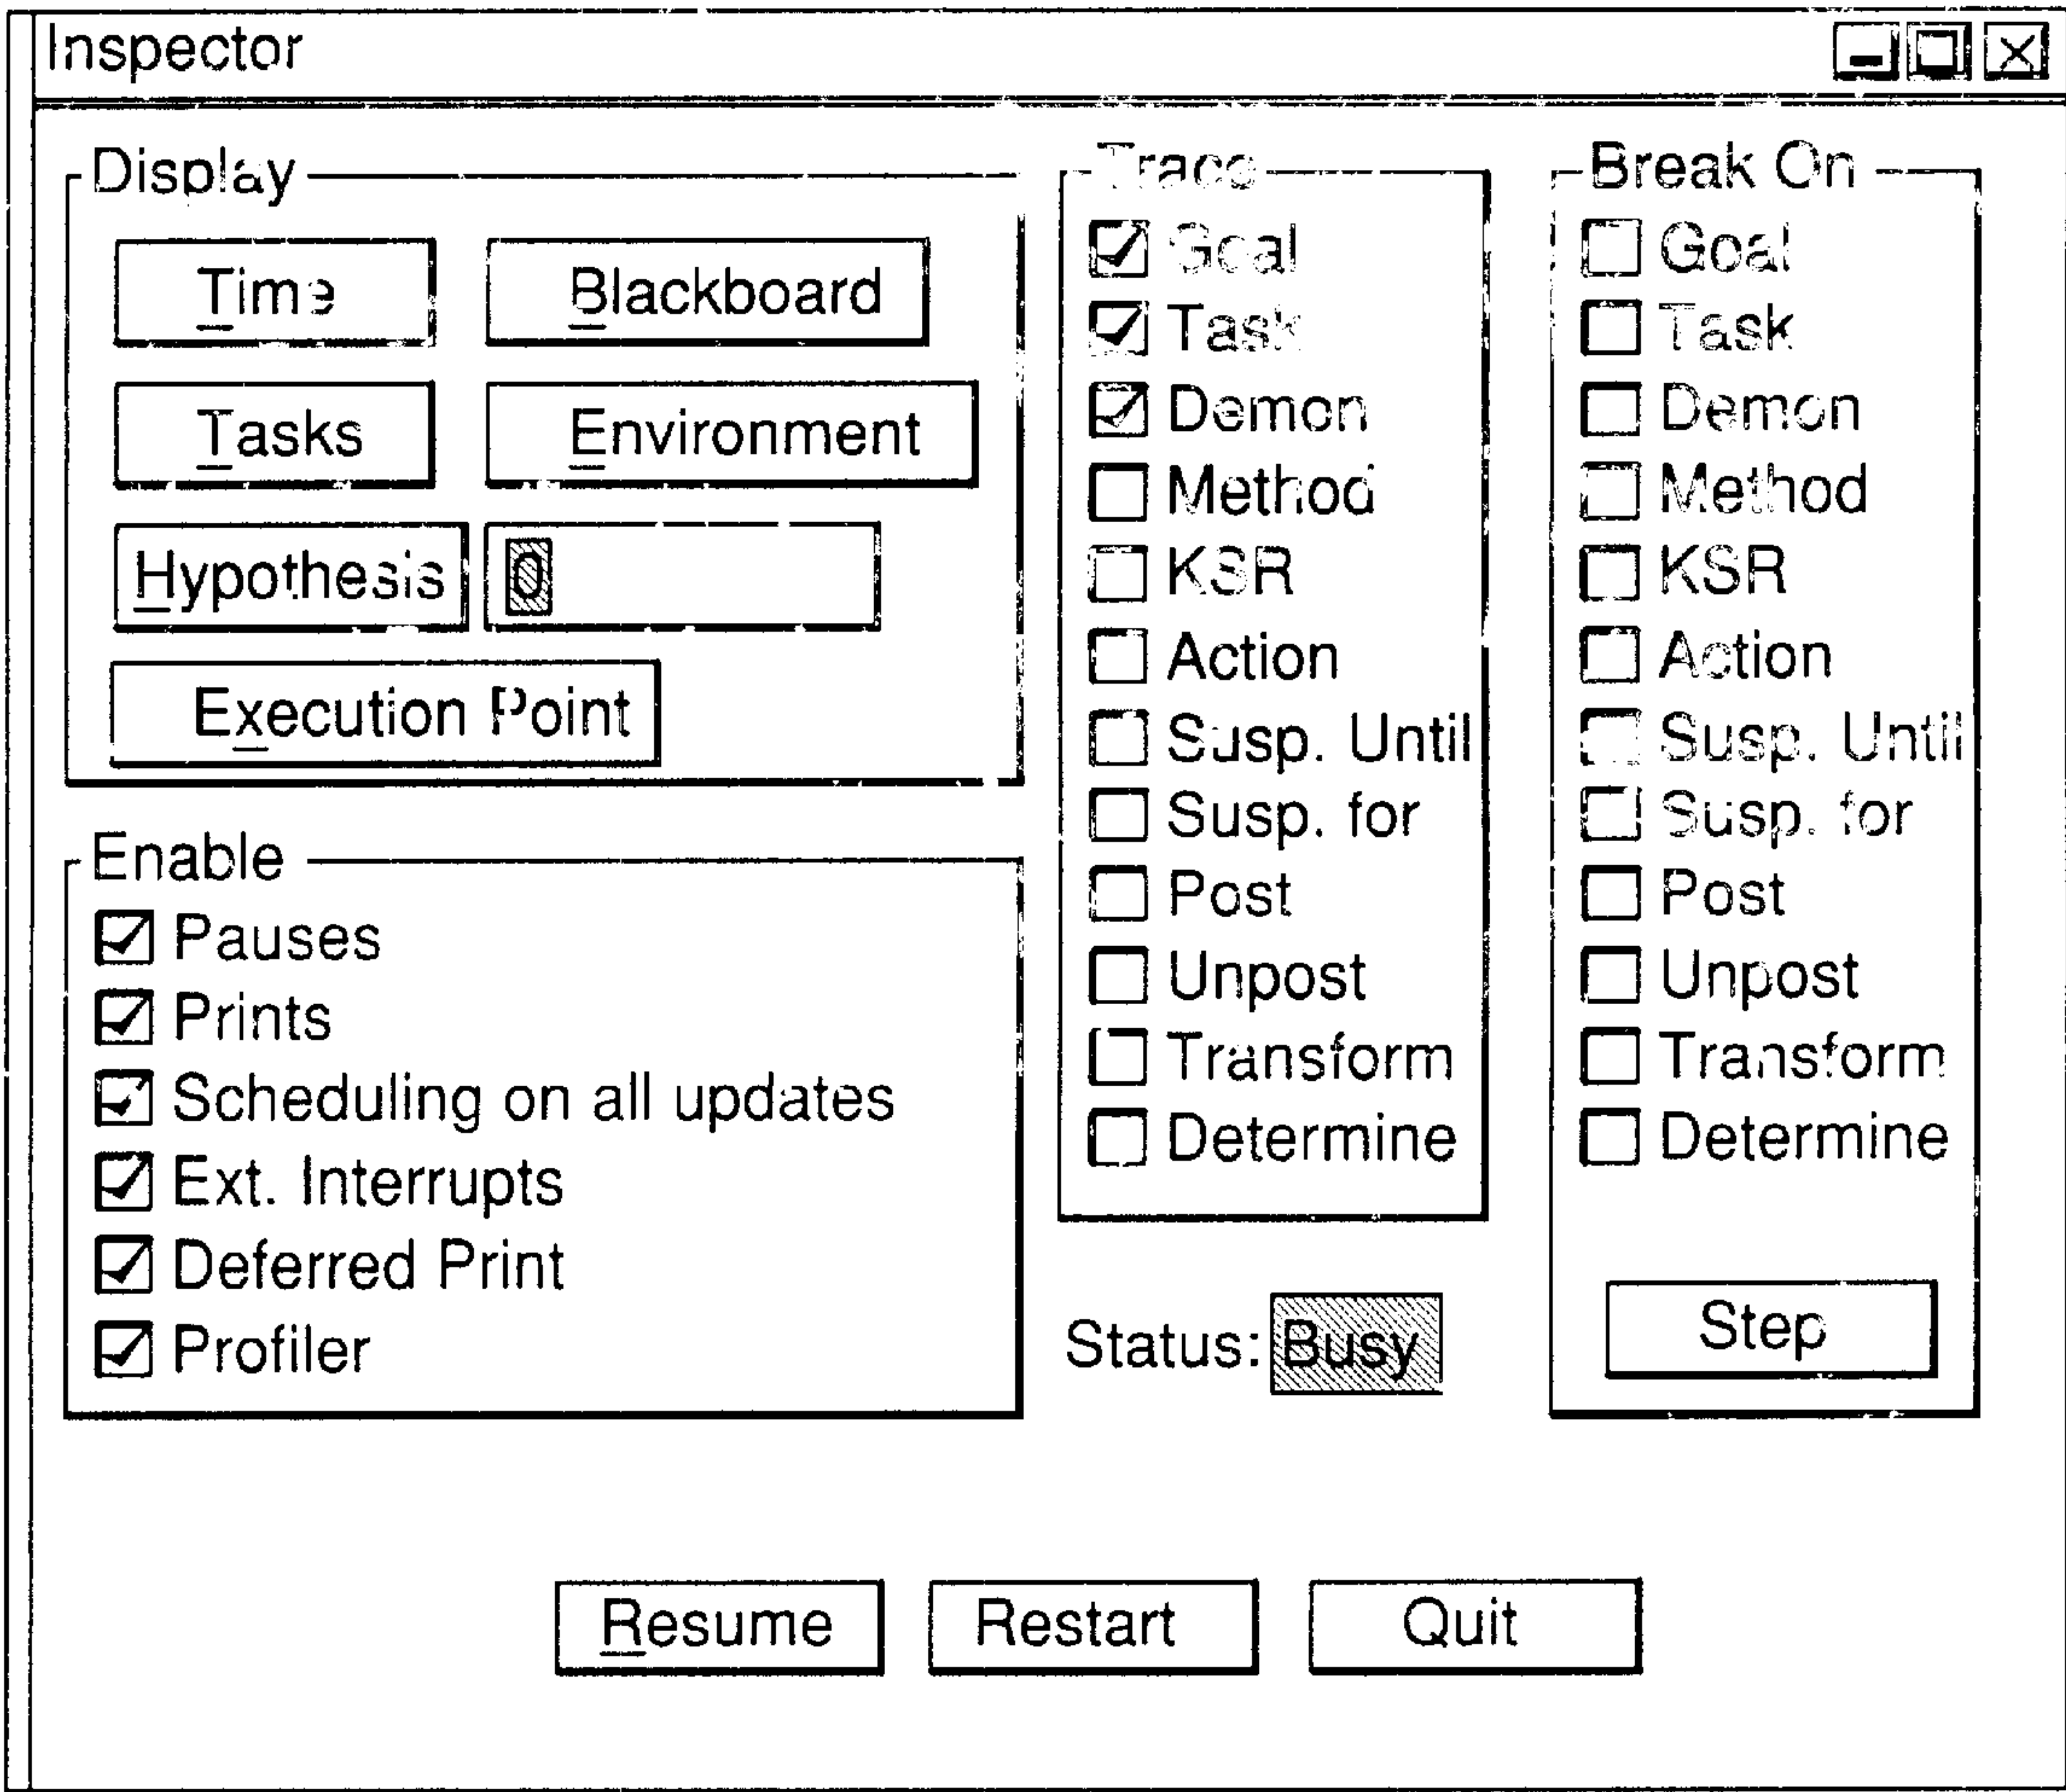 Inspector
Display
Time
Blackboard
Tasks
Environment
Hypothesis
0
Execution Point
Enable
Pauses
Prints
Scheduling on all updates
Ext. Interrupts
Deferred Print
Profiler
Trace
Goal
Task
Demon
Method
KSR
Action
Susp. Until
Susp. for
Post
Unpost
Transform
Determine
Status: Busy
Break On
Goal
Task
Demon
Method
KSR
Action
Susp. Until
Susp. for
Post
Unpost
Transform
Determine
Step
Resume
Restart
Quit